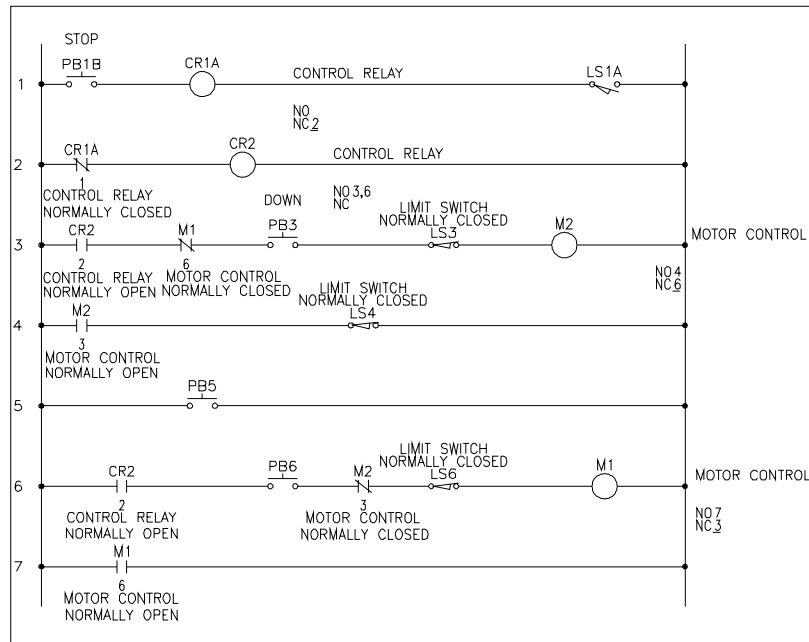 STOP
PB1B
CR1A
CONTROL RELAY
LS1A
1
NO
NC 2
CR1A
CR2
CONTROL RELAY
2
1
CONTROL RELAY
NORMALLY CLOSED
DOWN
NO 3,6
NC
LIMIT SWITCH
NORMALLY CLOSED
CR2
M1
PB3
LS3
M2
3
MOTOR CONTROL
2
6
CONTROL RELAY
NORMALLY OPEN
MOTOR CONTROL
NORMALLY CLOSED
NO 4
NC 6
LIMIT SWITCH
NORMALLY CLOSED
M2
LS4
4
3
MOTOR CONTROL
NORMALLY OPEN
PB5
5
LIMIT SWITCH
NORMALLY CLOSED
CR2
PB6
M2
LS6
M1
6
MOTOR CONTROL
2
3
CONTROL RELAY
NORMALLY OPEN
MOTOR CONTROL
NORMALLY CLOSED
NO 7
NC 3
M1
7
6
MOTOR CONTROL
NORMALLY OPEN